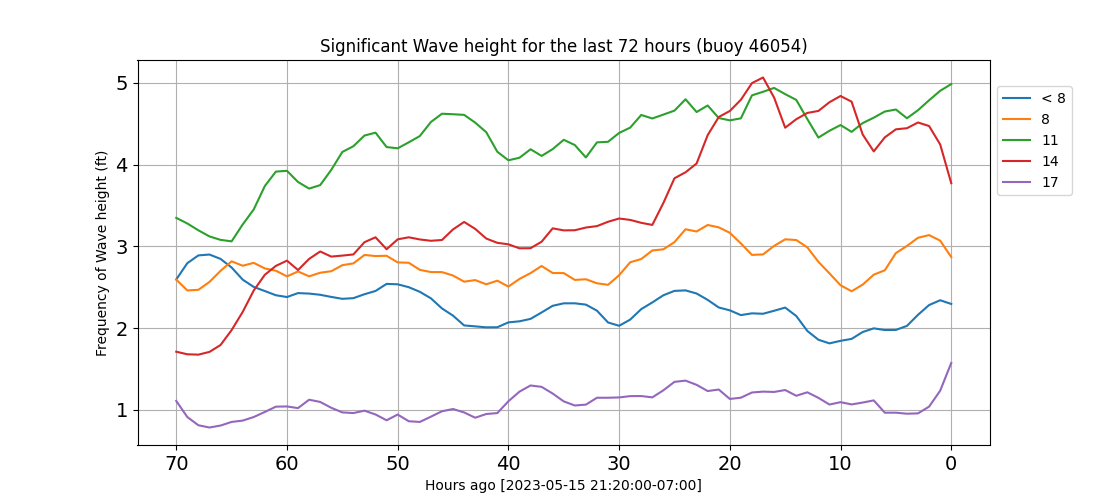 Significant Wave height for the last 72 hours (buoy 46054)
Frequency of Wave height (ft)
5
4
3
2
1
70 60 50 40 30 20 10 0
Hours ago [2023-05-15 21:20:00-07:00]
< 8
8
11
14
17